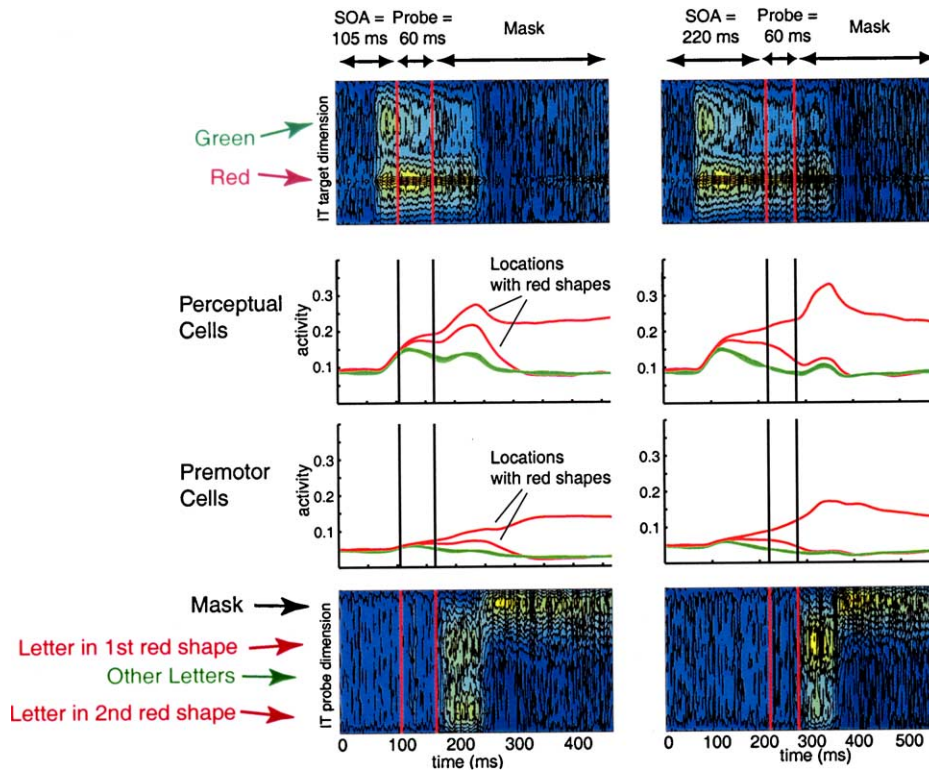 SOA = 105 ms
Probe = 60 ms
Mask
SOA = 220 ms
Probe = 60 ms
Mask
Green
Red
IT target dimension
Perceptual Cells
activity
0.3
0.2
0.1
Locations with red shapes
0.3
0.2
0.1
Premotor Cells
activity
0.3
0.2
0.1
Locations with red shapes
0.3
0.2
0.1
Mask
Letter in 1st red shape
Other Letters
Letter in 2nd red shape
IT probe dimension
0 100 200 300 400
time (ms)
0 100 200 300 400 500
time (ms)
IT target dimension